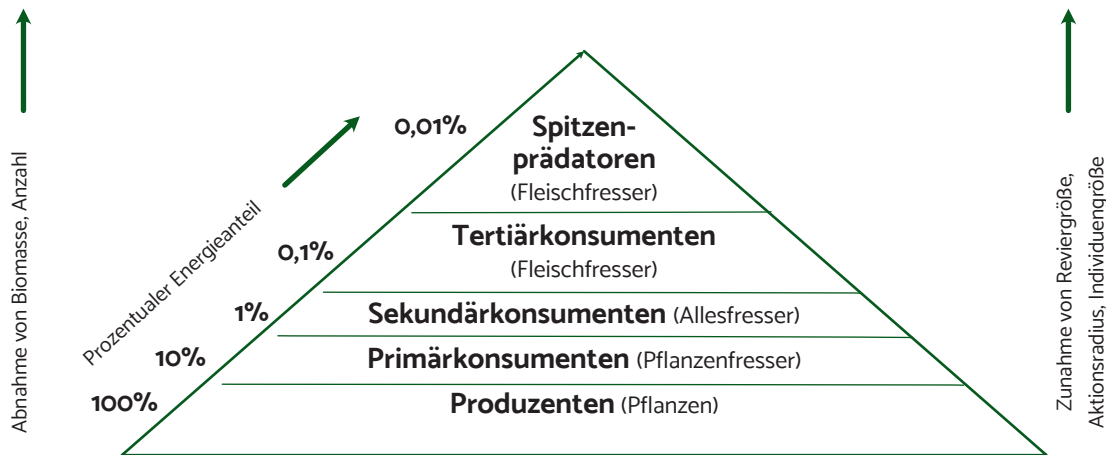 Abnahme von Biomasse, Anzahl
Prozentualer Energieanteil
0,01%
Spitzen-
prädatoren
(Fleischfresser)
0,1%
Tertiärkonsumenten
(Fleischfresser)
1%
Sekundärkonsumenten (Allesfresser)
10%
Primärkonsumenten (Pflanzenfresser)
100%
Produzenten (Pflanzen)
Zunahme von Reviergröße,
Aktionsradius, Individuengröße